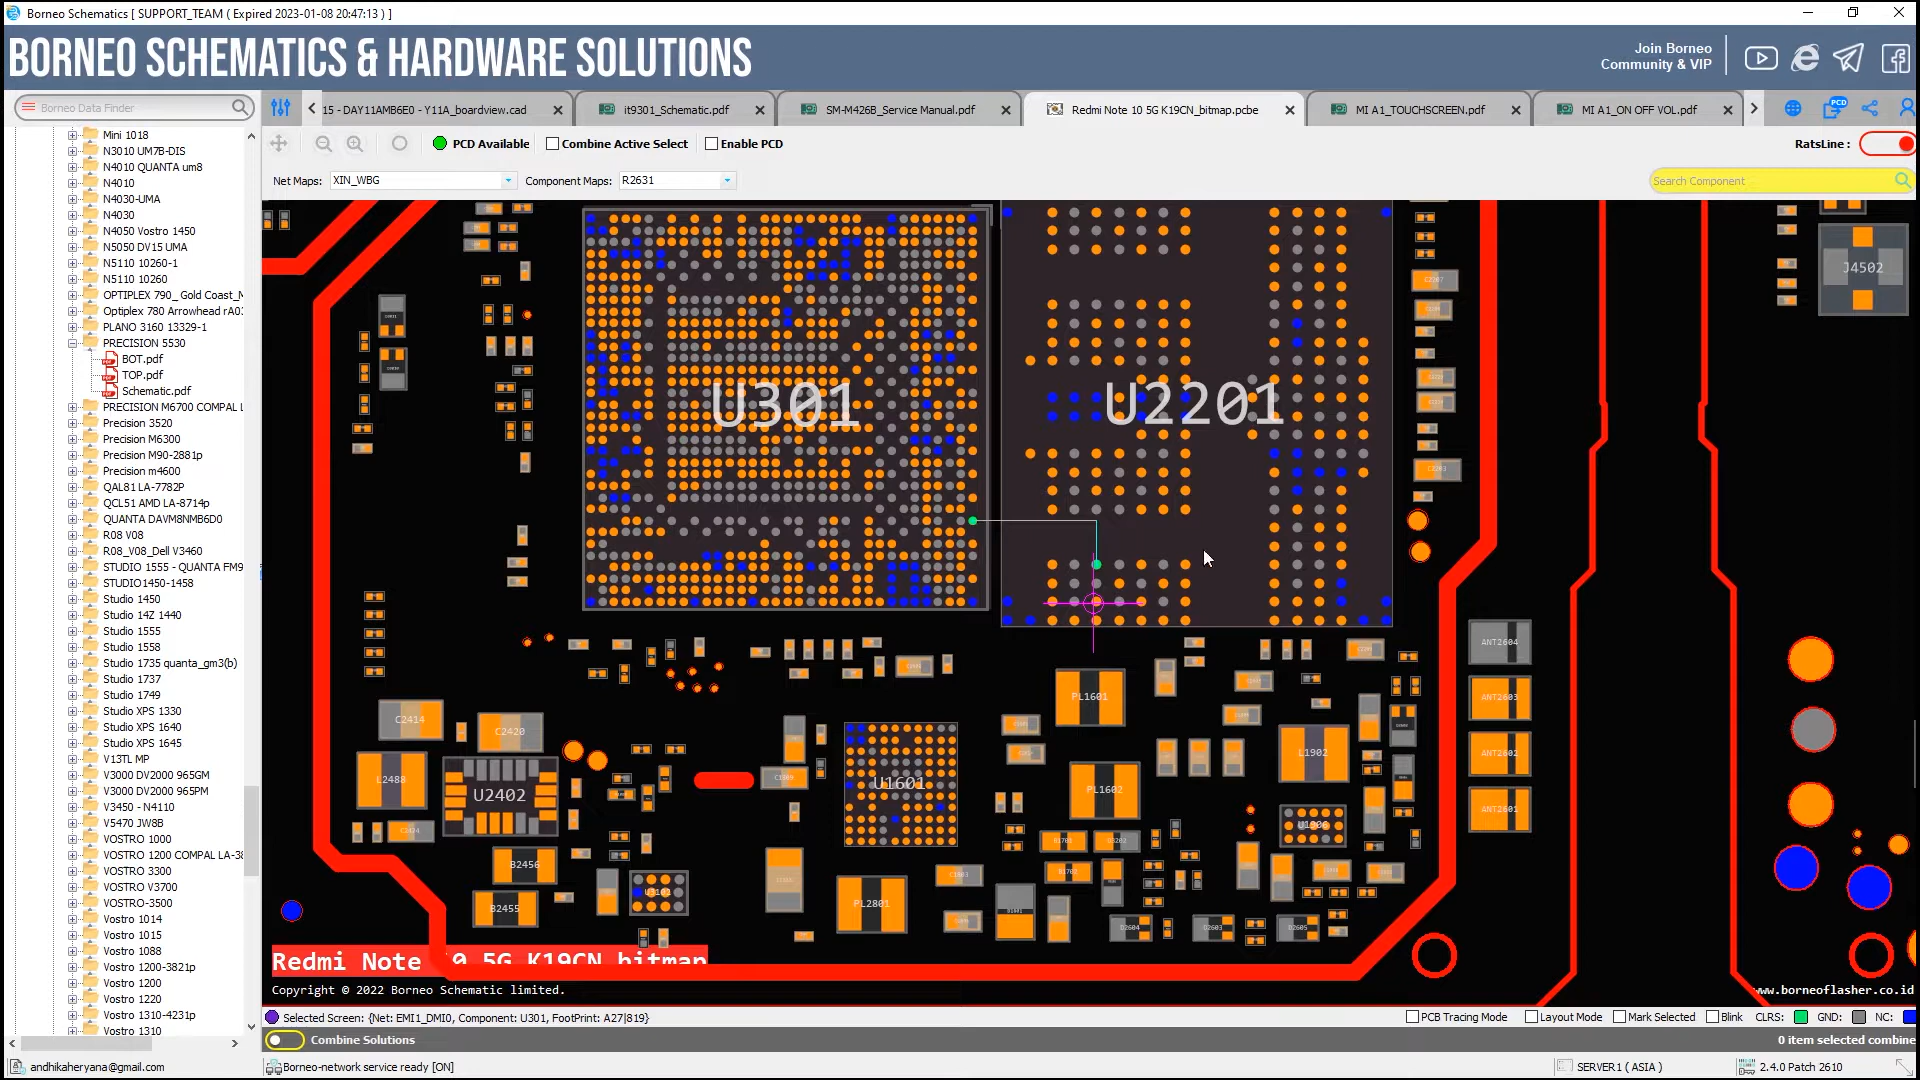 Borneo Schematics [ SUPPORT_TEAM ( Expired 2023-01-08 20:47:13 ) ]
BORNEO SCHEMATICS & HARDWARE SOLUTIONS
Join Borneo
Community & VIP
Borneo Data Finder
15 - DAY11AMB6E0 - Y11A_boardview.cad
it9301_Schematic.pdf
SM-M426B_Service Manual.pdf
Redmi Note 10 5G K19CN_bitmap.pcbe
MI A1_TOUCHSCREEN.pdf
MI A1_ON OFF VOL.pdf
PCD
PCD Available
Combine Active Select
Enable PCD
RatsLine :
Net Maps:
XIN_WBG
Component Maps:
R2631
Search Component
Mini 1018
N3010 UM7B-DIS
N4010 QUANTA um8
N4010
N4030-UMA
N4030
N4050 Vostro 1450
N5050 DV15 UMA
N5110 10260-1
N5110 10260
OPTIPLEX 790_ Gold Coast_M
Optiplex 780 Arrowhead rA0
PLANO 3160 13329-1
PRECISION 5530
BOT.pdf
TOP.pdf
Schematic.pdf
PRECISION M6700 COMPAL L
Precision 3520
Precision M6300
Precision M90-2881p
Precision m4600
QAL81 LA-7782P
QCL51 AMD LA-8714p
QUANTA DAVM8NMB6D0
R08 V08
R08_V08_Dell V3460
STUDIO 1555 - QUANTA FM9
STUDIO1450-1458
Studio 1450
Studio 14Z 1440
Studio 1555
Studio 1558
Studio 1735 quanta_gm3(b)
Studio 1737
Studio 1749
Studio XPS 1330
Studio XPS 1640
Studio XPS 1645
V13TL MP
V3000 DV2000 965GM
V3000 DV2000 965PM
V3450 - N4110
V5470 JW8B
VOSTRO 1000
VOSTRO 1200 COMPAL LA-38
VOSTRO 3300
VOSTRO V3700
VOSTRO-3500
Vostro 1014
Vostro 1015
Vostro 1088
Vostro 1200-3821p
Vostro 1200
Vostro 1220
Vostro 1310-4231p
Vostro 1310
U301
U2201
J4502
ANT2604
ANT2603
ANT2602
ANT2601
PL1601
PL1602
L1902
U1906
C2414
C2420
L2488
U2402
C2424
B2456
B2455
U1601
PL2801
Redmi Note 10 5G K19CN bitmap
Copyright © 2022 Borneo Schematic limited.
www.borneoflasher.co.id
Selected Screen: {Net: EMI1_DMI0, Component: U301, FootPrint: A27|819}
PCB Tracing Mode
Layout Mode
Mark Selected
Blink
CLRS:
GND:
NC:
Combine Solutions
0 item selected combine
andhikaheryana@gmail.com
Borneo-network service ready [ON]
SERVER1 ( ASIA )
2.4.0 Patch 2610